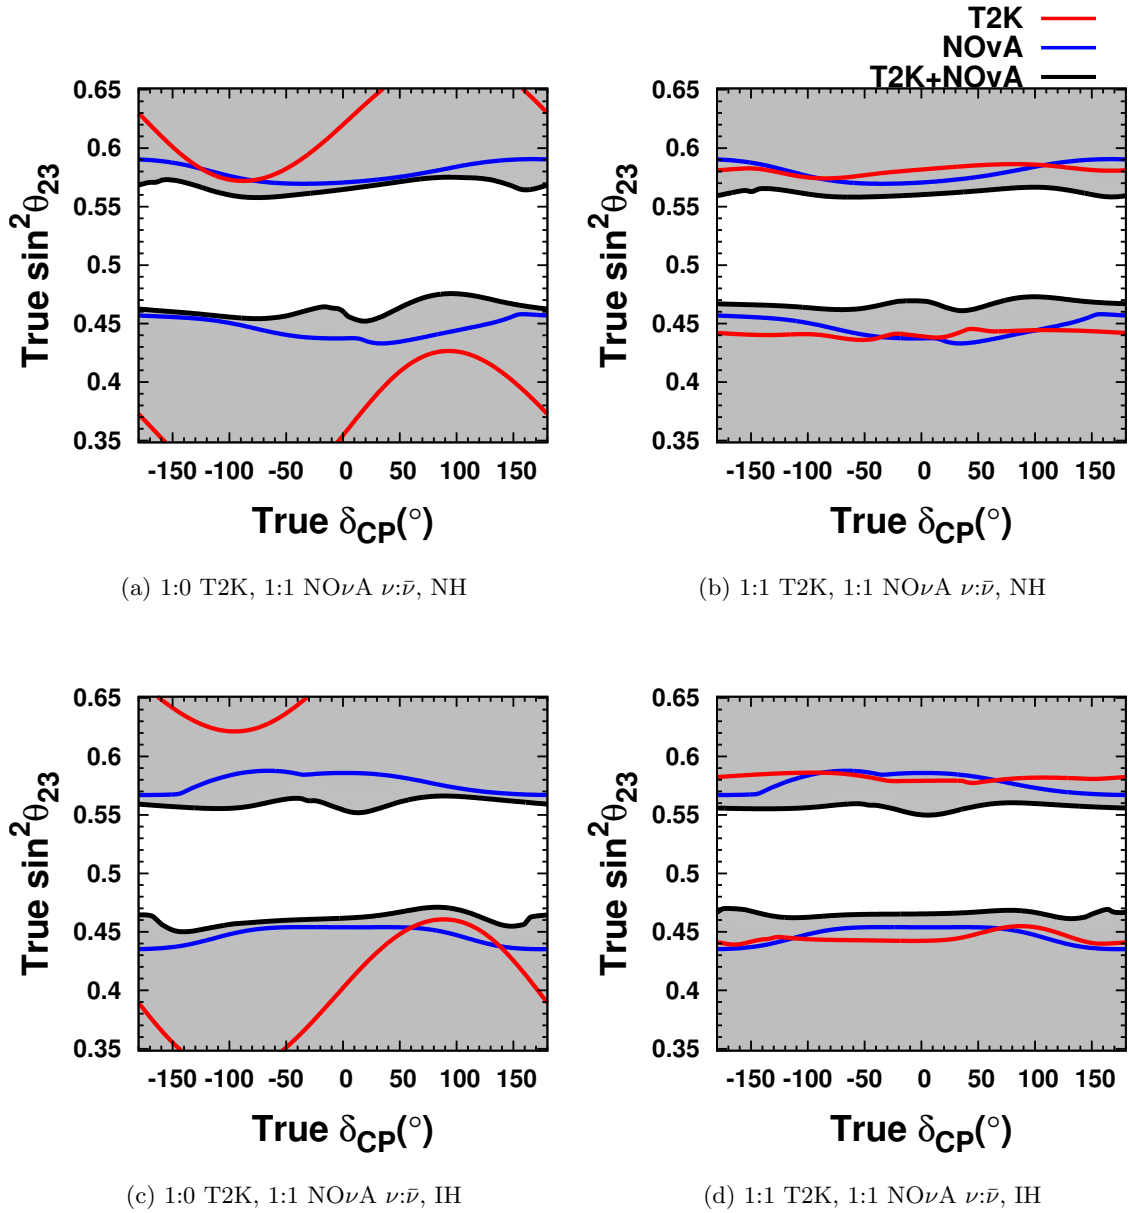 T2K
NOvA
T2K+NOvA
0.65
0.6
0.55
0.5
0.45
0.4
0.35
True sin²θ₂₃
-150 -100 -50 0 50 100 150
True δ_CP(°)
(a) 1:0 T2K, 1:1 NOνA ν:ν̄, NH
0.65
0.6
0.55
0.5
0.45
0.4
0.35
True sin²θ₂₃
-150 -100 -50 0 50 100 150
True δ_CP(°)
(b) 1:1 T2K, 1:1 NOνA ν:ν̄, NH
0.65
0.6
0.55
0.5
0.45
0.4
0.35
True sin²θ₂₃
-150 -100 -50 0 50 100 150
True δ_CP(°)
(c) 1:0 T2K, 1:1 NOνA ν:ν̄, IH
0.65
0.6
0.55
0.5
0.45
0.4
0.35
True sin²θ₂₃
-150 -100 -50 0 50 100 150
True δ_CP(°)
(d) 1:1 T2K, 1:1 NOνA ν:ν̄, IH